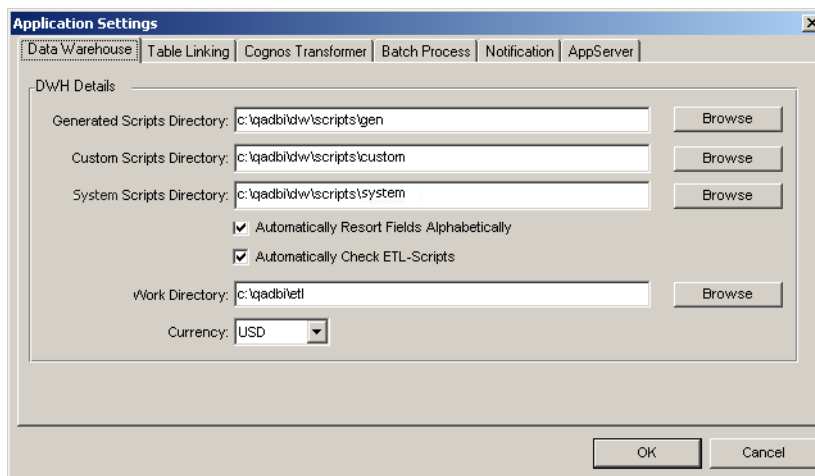 Application Settings
Data Warehouse Table Linking Cognos Transformer Batch Process Notification AppServer
DWH Details
Generated Scripts Directory: c:\qadbi\dw\scripts\gen Browse
Custom Scripts Directory: c:\qadbi\dw\scripts\custom Browse
System Scripts Directory: c:\qadbi\dw\scripts\system Browse
Automatically Resort Fields Alphabetically
Automatically Check ETL-Scripts
Work Directory: c:\qadbi\etl Browse
Currency: USD
OK Cancel